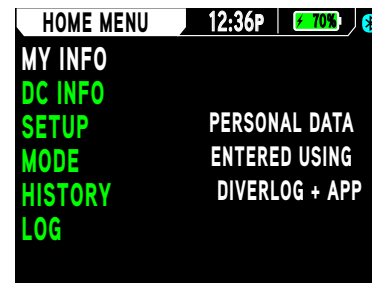 HOME MENU 12:36P 70%
MY INFO
DC INFO
SETUP PERSONAL DATA
MODE ENTERED USING
HISTORY DIVERLOG + APP
LOG